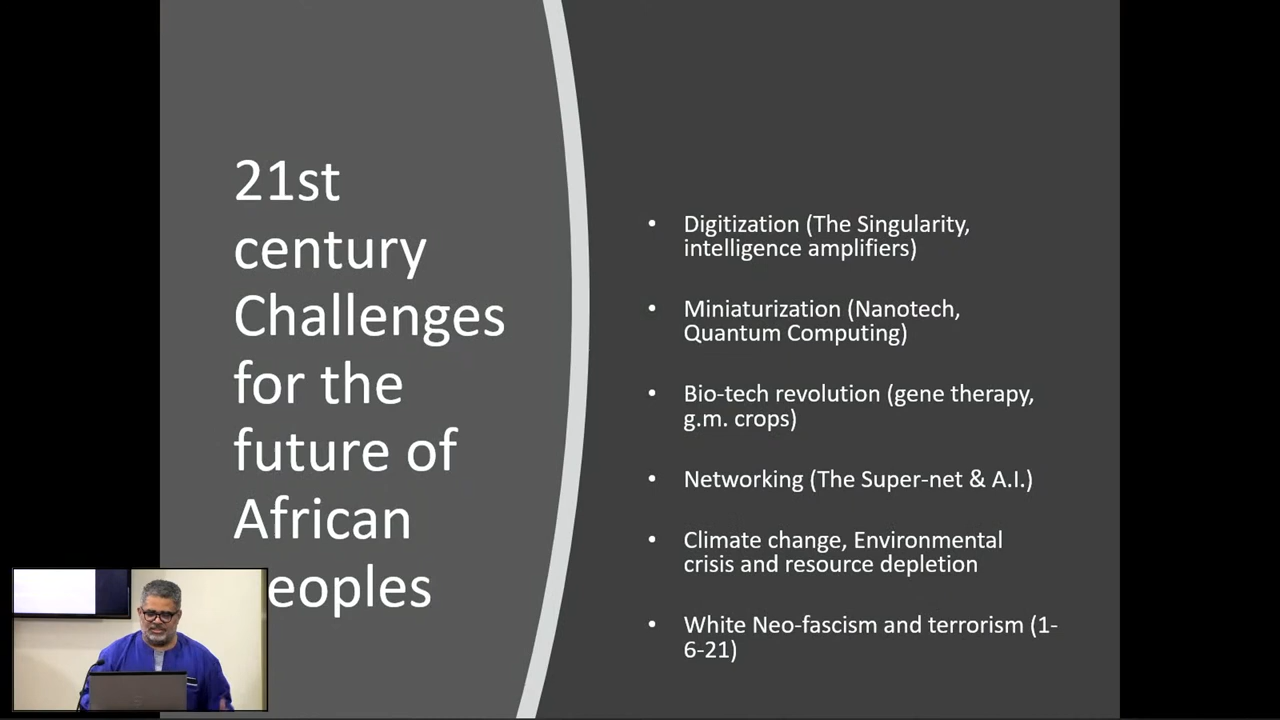 21st
century
Challenges
for the
future of
African
eoples
• Digitization (The Singularity,
intelligence amplifiers)
• Miniaturization (Nanotech,
Quantum Computing)
• Bio-tech revolution (gene therapy,
g.m. crops)
• Networking (The Super-net & A.I.)
• Climate change, Environmental
crisis and resource depletion
• White Neo-fascism and terrorism (1-
6-21)